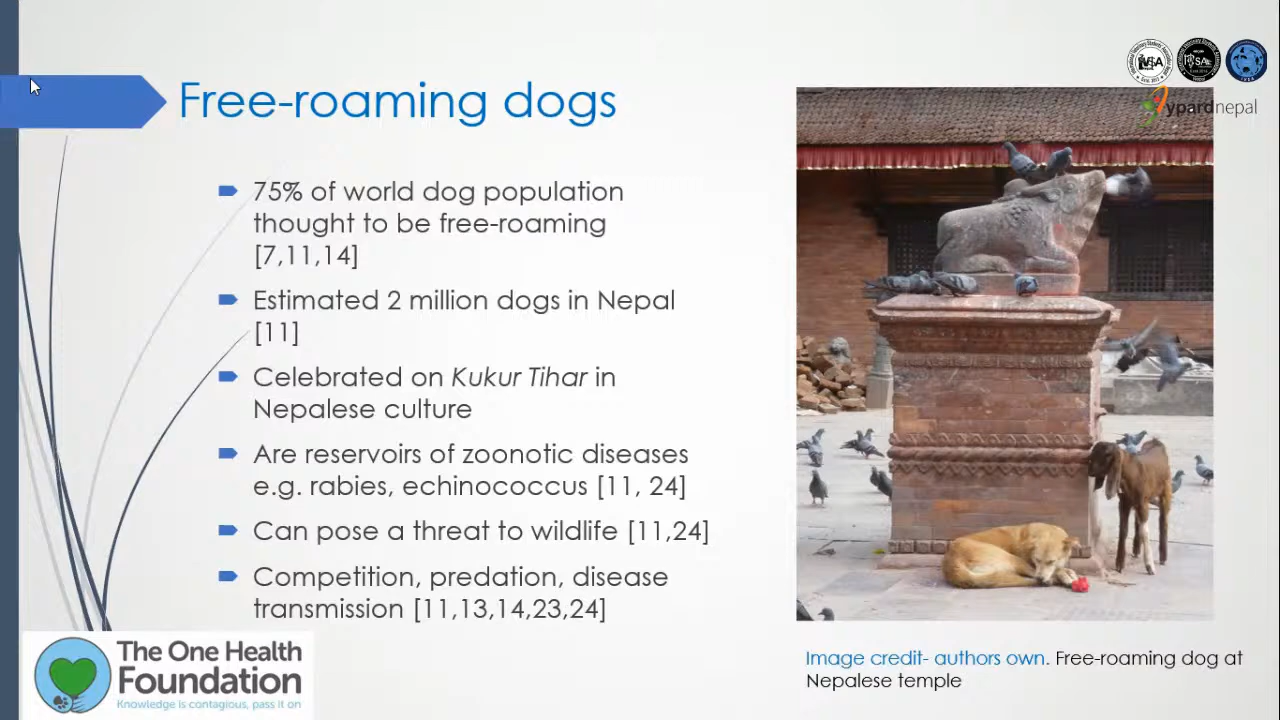 Free-roaming dogs
75% of world dog population
thought to be free-roaming
[7,11,14]
Estimated 2 million dogs in Nepal
[11]
Celebrated on Kukur Tihar in
Nepalese culture
Are reservoirs of zoonotic diseases
e.g. rabies, echinococcus [11, 24]
Can pose a threat to wildlife [11,24]
Competition, predation, disease
transmission [11,13,14,23,24]
ypardnepal
Image credit- authors own. Free-roaming dog at
Nepalese temple
The One Health
Foundation
Knowledge is contagious, pass it on